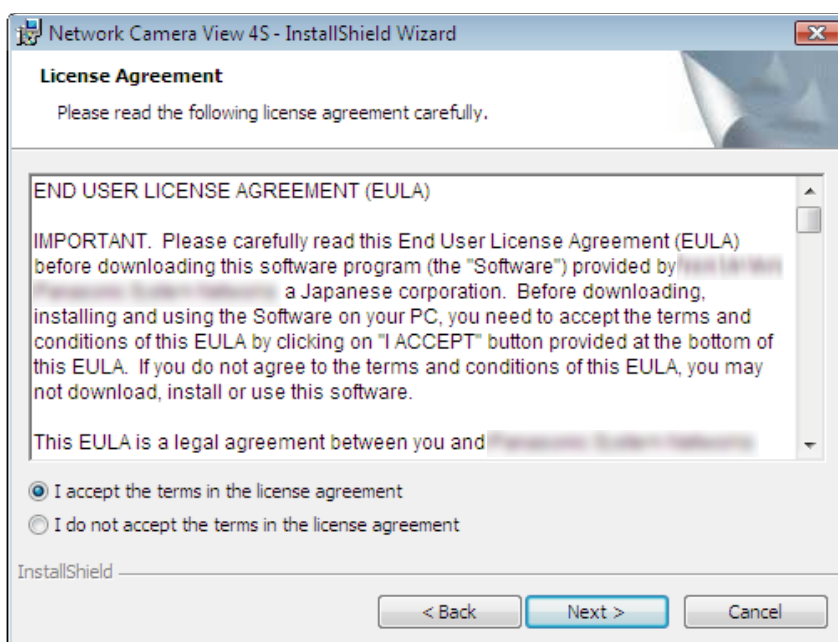 Network Camera View 4S - InstallShield Wizard
License Agreement
Please read the following license agreement carefully.
END USER LICENSE AGREEMENT (EULA)
IMPORTANT.  Please carefully read this End User License Agreement (EULA)
before downloading this software program (the "Software") provided by
a Japanese corporation.  Before downloading,
installing and using the Software on your PC, you need to accept the terms and
conditions of this EULA by clicking on "I ACCEPT" button provided at the bottom of
this EULA.  If you do not agree to the terms and conditions of this EULA, you may
not download, install or use this software.
This EULA is a legal agreement between you and
I accept the terms in the license agreement
I do not accept the terms in the license agreement
InstallShield
< Back
Next >
Cancel